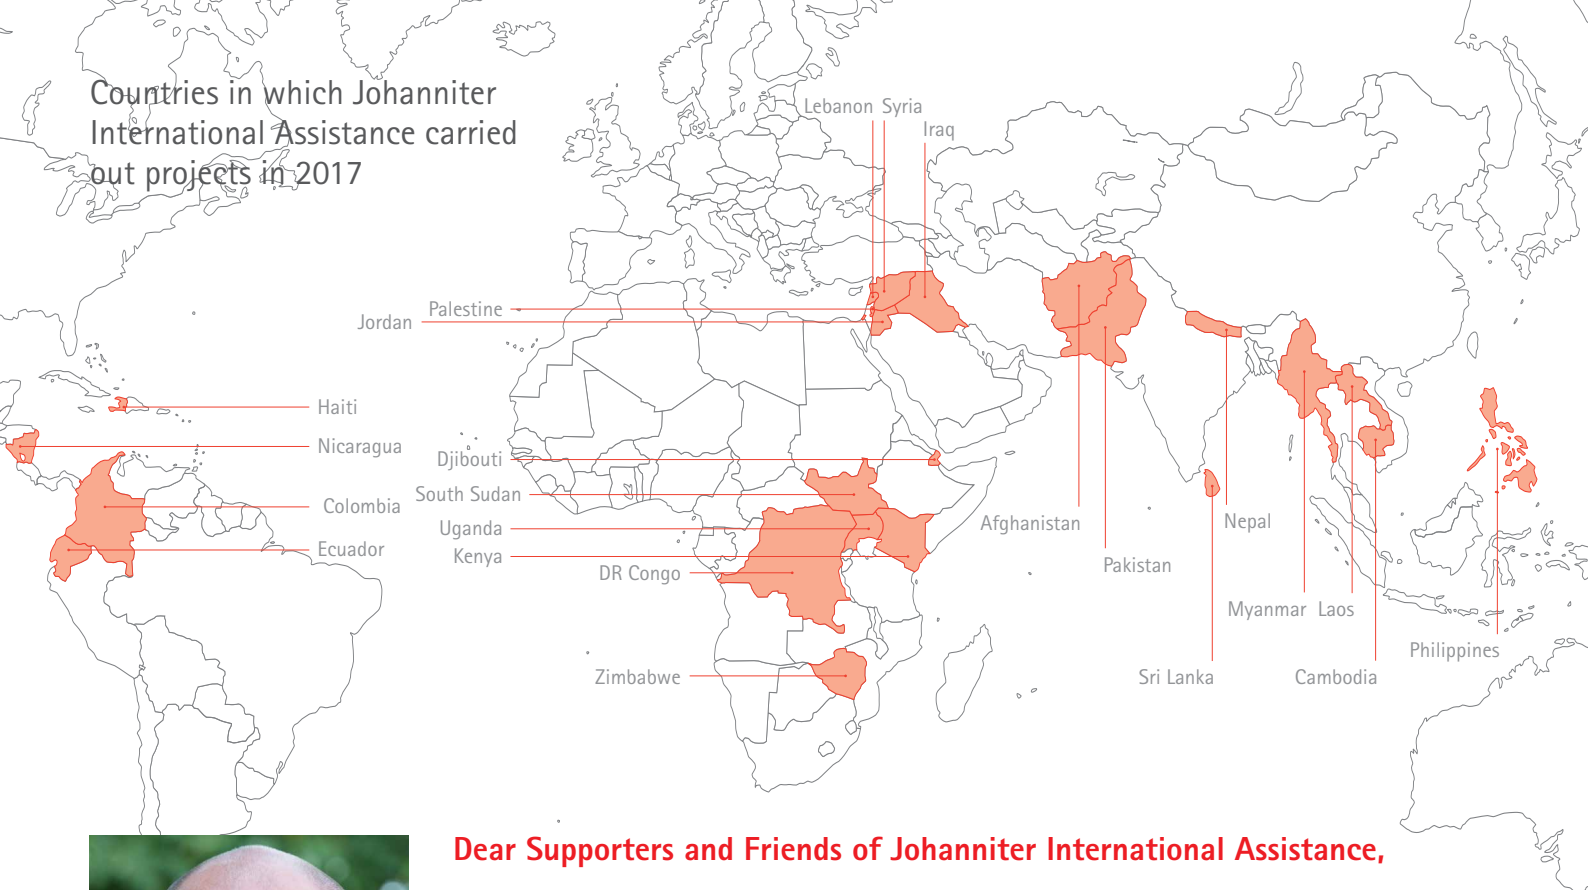 Countries in which Johanniter
International Assistance carried
out projects in 2017
Lebanon Syria
Iraq
Palestine
Jordan
Haiti
Nicaragua
Colombia
Ecuador
Djibouti
South Sudan
Uganda
Kenya
DR Congo
Zimbabwe
Afghanistan
Pakistan
Nepal
Myanmar Laos
Sri Lanka
Cambodia
Philippines
Dear Supporters and Friends of Johanniter International Assistance,